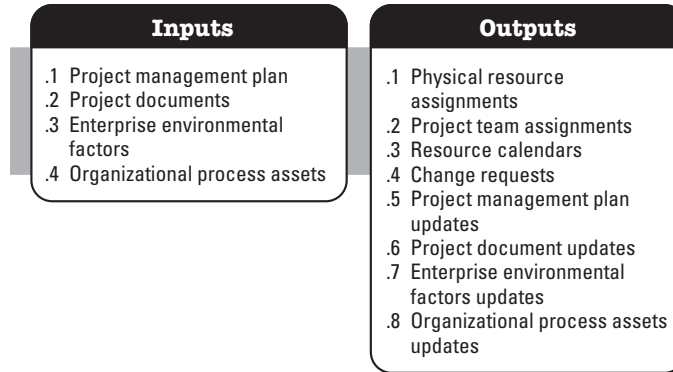 Inputs
.1 Project management plan
.2 Project documents
.3 Enterprise environmental
factors
.4 Organizational process assets
Outputs
.1 Physical resource
assignments
.2 Project team assignments
.3 Resource calendars
.4 Change requests
.5 Project management plan
updates
.6 Project document updates
.7 Enterprise environmental
factors updates
.8 Organizational process assets
updates